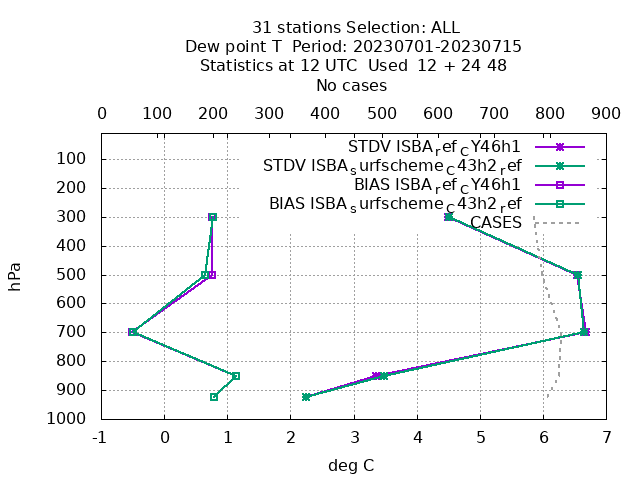 31 stations Selection: ALL
Dew point T  Period: 20230701-20230715
Statistics at 12 UTC  Used  12 + 24 48
No cases
0 100 200 300 400 500 600 700 800 900
STDV ISBA_ref_CY46h1
STDV ISBA_surfscheme_C43h2_ref
BIAS ISBA_ref_CY46h1
BIAS ISBA_surfscheme_C43h2_ref
CASES
100
200
300
400
500
600
700
800
900
1000
hPa
-1 0 1 2 3 4 5 6 7
deg C